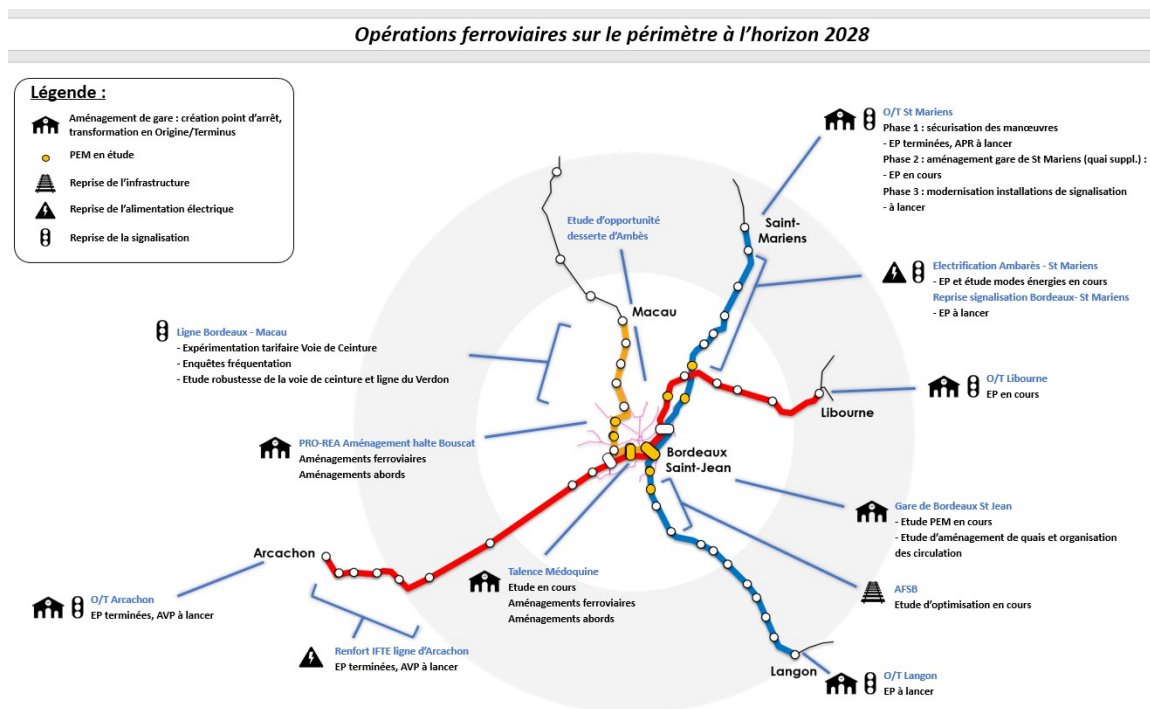 Opérations ferroviaires sur le périmètre à l'horizon 2028
Légende :
Aménagement de gare : création point d'arrêt,
transformation en Origine/Terminus
PEM en étude
Reprise de l'infrastructure
Reprise de l'alimentation électrique
Reprise de la signalisation
O/T St Mariens
Phase 1 : sécurisation des manœuvres
- EP terminées, APR à lancer
Phase 2 : aménagement gare de St Mariens (quai suppl.) :
- EP en cours
Phase 3 : modernisation installations de signalisation
- à lancer
Etude d'opportunité
desserte d'Ambès
Saint-
Mariens
Electrification Ambarès - St Mariens
- EP et étude modes énergies en cours
Reprise signalisation Bordeaux- St Mariens
- EP à lancer
Macau
Ligne Bordeaux - Macau
- Expérimentation tarifaire Voie de Ceinture
- Enquêtes fréquentation
- Etude robustesse de la voie de ceinture et ligne du Verdon
O/T Libourne
EP en cours
Libourne
PRO-REA Aménagement halte Bouscat
Aménagements ferroviaires
Aménagements abords
Bordeaux
Saint-Jean
Gare de Bordeaux St Jean
- Etude PEM en cours
- Etude d'aménagement de quais et organisation
des circulation
Arcachon
Talence Médoquine
Etude en cours
Aménagements ferroviaires
Aménagements abords
AFSB
Etude d'optimisation en cours
O/T Arcachon
EP terminées, AVP à lancer
Renfort IFTE ligne d'Arcachon
EP terminées, AVP à lancer
Langon
O/T Langon
EP à lancer